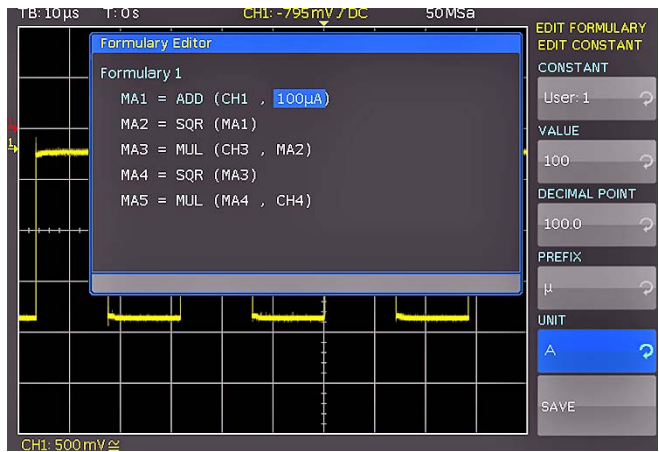 TB: 10 µs T: 0 s CH1: -795 mV / DC 50 MSa
EDIT FORMULARY
EDIT CONSTANT
Formulary Editor
Formulary 1
MA1 = ADD (CH1 , 100µA)
MA2 = SQR (MA1)
MA3 = MUL (CH3 , MA2)
MA4 = SQR (MA3)
MA5 = MUL (MA4 , CH4)
CONSTANT
User: 1
VALUE
100
DECIMAL POINT
100.0
PREFIX
µ
UNIT
A
SAVE
1
CH1: 500 mV ≅